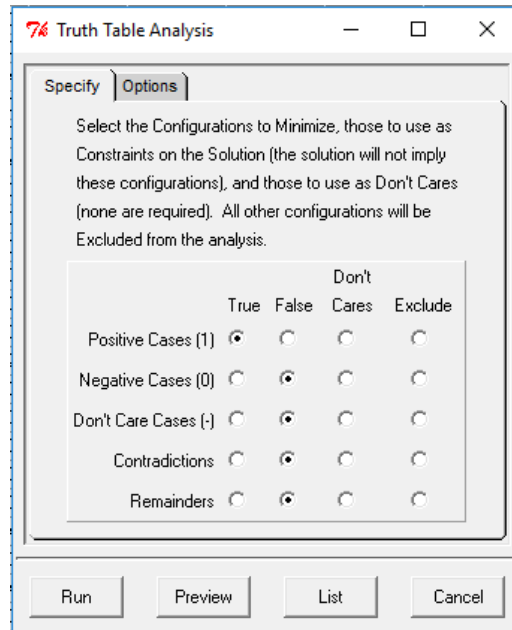 Truth Table Analysis
Specify Options
Select the Configurations to Minimize, those to use as
Constraints on the Solution (the solution will not imply
these configurations), and those to use as Don't Cares
(none are required). All other configurations will be
Excluded from the analysis.
Don't
True False Cares Exclude
Positive Cases (1)
Negative Cases (0)
Don't Care Cases (-)
Contradictions
Remainders
Run Preview List Cancel